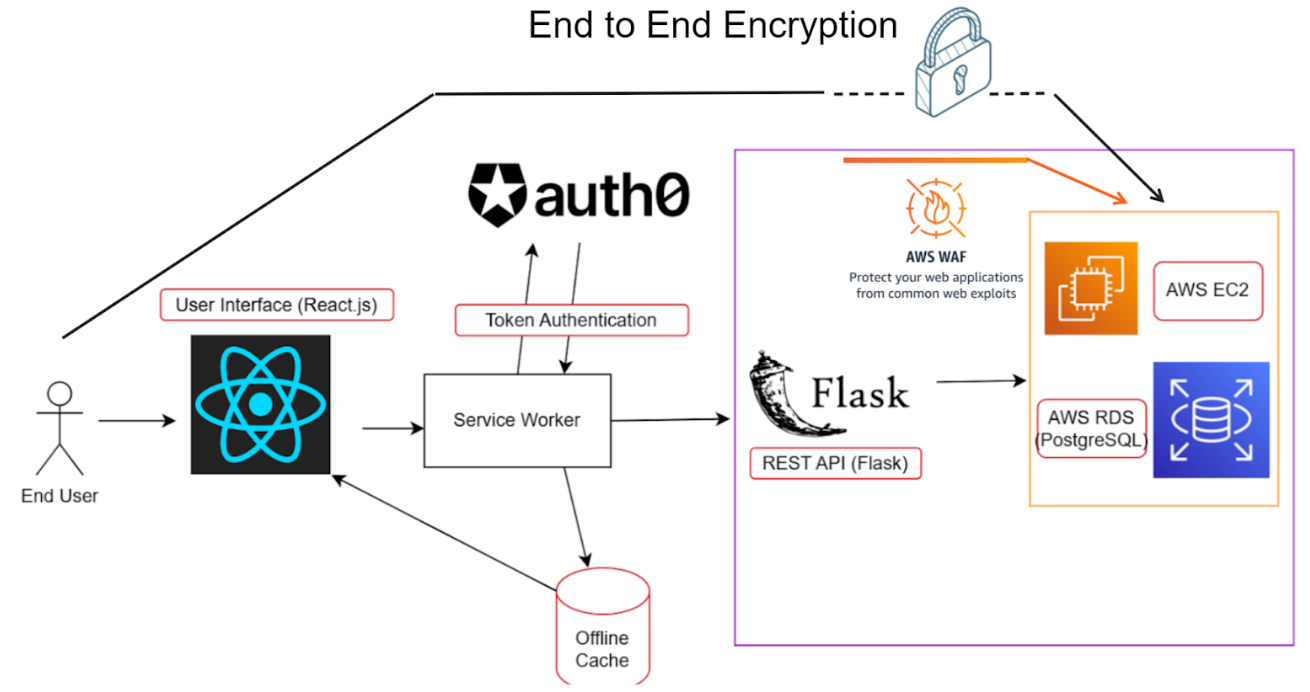 End to End Encryption
auth0
AWS WAF
Protect your web applications
from common web exploits
AWS EC2
User Interface (React.js)
Token Authentication
Service Worker
Flask
REST API (Flask)
AWS RDS
(PostgreSQL)
End User
Offline
Cache